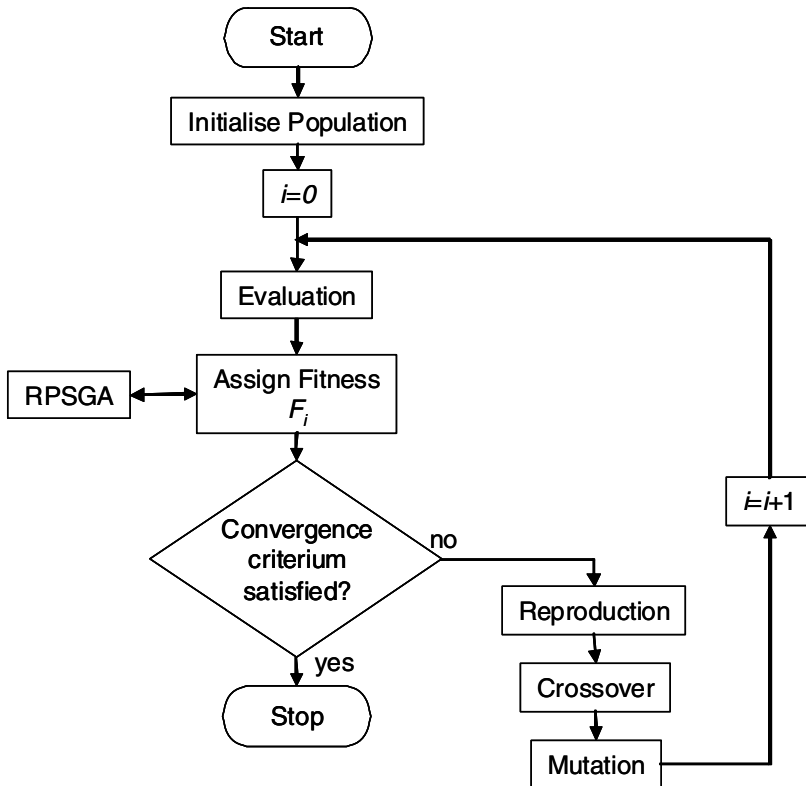 Start
Initialise Population
i=0
Evaluation
Assign Fitness
F_i
RPSGA
Convergence
criterium
satisfied?
no
yes
Stop
Reproduction
Crossover
Mutation
i=i+1